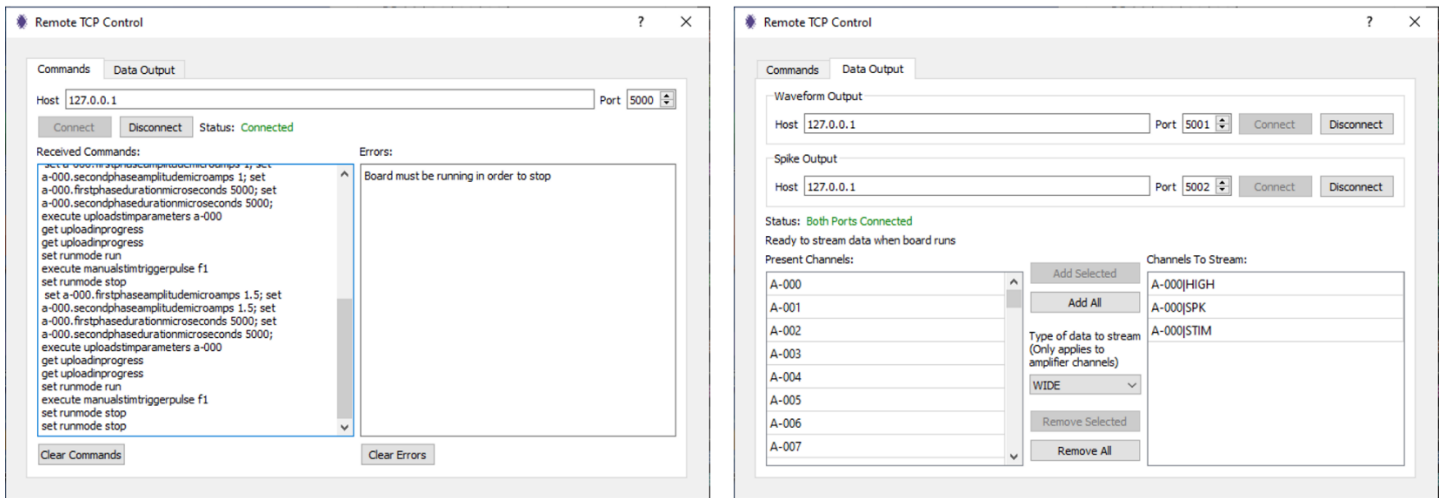 Remote TCP Control
?
Commands
Data Output
Host 127.0.0.1 Port 5000
Connect Disconnect Status: Connected
Received Commands:
set a-000.firstphaseamplitudemicroamps 1; set
a-000.secondphaseamplitudemicroamps 1; set
a-000.firstphasedurationmicroseconds 5000; set
a-000.secondphasedurationmicroseconds 5000;
execute uploadstimparameters a-000
get uploadinprogress
get uploadinprogress
set runmode run
execute manualstimtriggerpulse f1
set runmode stop
set a-000.firstphaseamplitudemicroamps 1.5; set
a-000.secondphaseamplitudemicroamps 1.5; set
a-000.firstphasedurationmicroseconds 5000; set
a-000.secondphasedurationmicroseconds 5000;
execute uploadstimparameters a-000
get uploadinprogress
get uploadinprogress
set runmode run
execute manualstimtriggerpulse f1
set runmode stop
set runmode stop
Clear Commands
Errors:
Board must be running in order to stop
Clear Errors
Remote TCP Control
?
Commands
Data Output
Waveform Output
Host 127.0.0.1 Port 5001 Connect Disconnect
Spike Output
Host 127.0.0.1 Port 5002 Connect Disconnect
Status: Both Ports Connected
Ready to stream data when board runs
Present Channels:
A-000
A-001
A-002
A-003
A-004
A-005
A-006
A-007
Add Selected
Add All
Type of data to stream
(Only applies to
amplifier channels)
WIDE
Remove Selected
Remove All
Channels To Stream:
A-000|HIGH
A-000|SPK
A-000|STIM